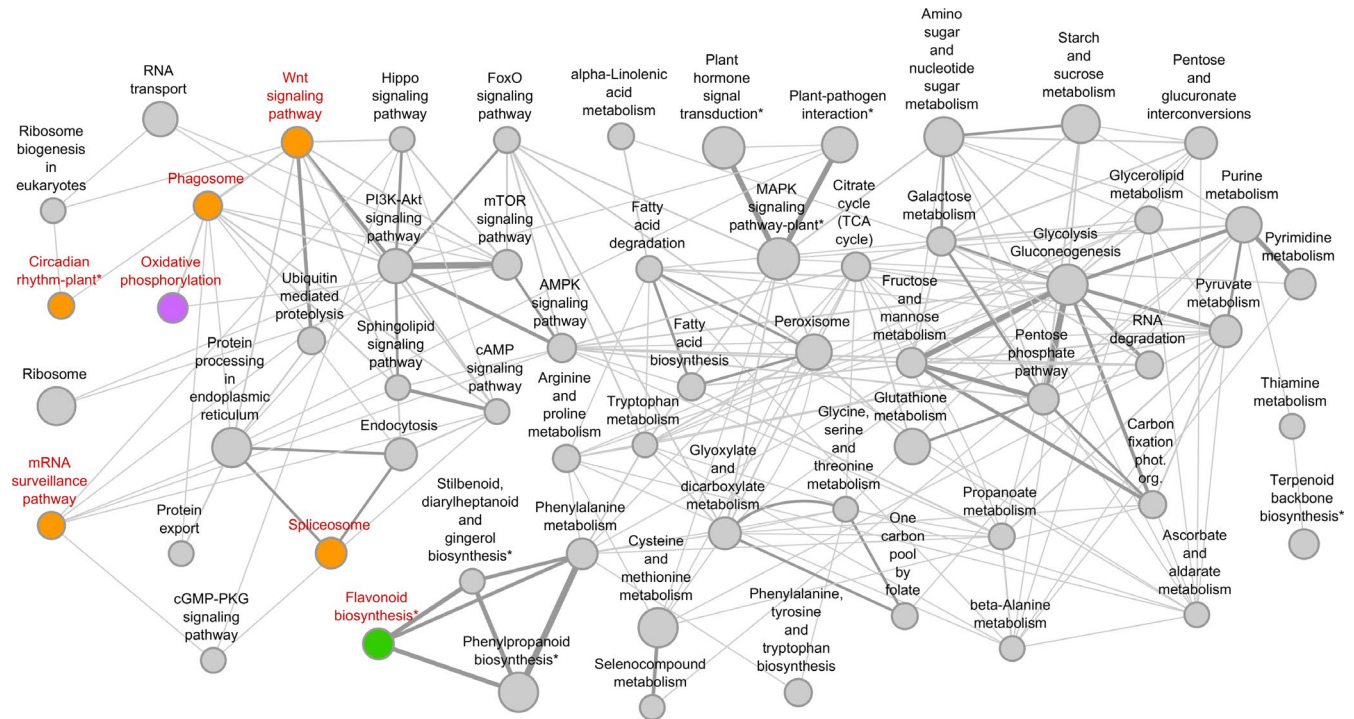 RNA
transport
Wnt
signaling
pathway
Hippo
signaling
pathway
FoxO
signaling
pathway
alpha-Linolenic
acid
metabolism
Plant
hormone
signal
transduction*
Plant-pathogen
interaction*
Amino
sugar
and
nucleotide
sugar
metabolism
Starch
and
sucrose
metabolism
Pentose
and
glucuronate
interconversions
Ribosome
biogenesis
in
eukaryotes
Phagosome
PI3K-Akt
signaling
pathway
mTOR
signaling
pathway
Fatty
acid
degradation
MAPK
signaling
pathway-plant*
Citrate
cycle
(TCA
cycle)
Galactose
metabolism
Glycerolipid
metabolism
Purine
metabolism
Circadian
rhythm-plant*
Oxidative
phosphorylation
Ubiquitin
mediated
proteolysis
Glycolysis
Gluconeogenesis
Pyrimidine
metabolism
Pyruvate
metabolism
AMPK
signaling
pathway
Fructose
and
mannose
metabolism
Protein
processing
in
endoplasmic
reticulum
Sphingolipid
signaling
pathway
cAMP
signaling
pathway
Fatty
acid
biosynthesis
Peroxisome
Pentose
phosphate
pathway
RNA
degradation
Ribosome
Arginine
and
proline
metabolism
Tryptophan
metabolism
Glutathione
metabolism
Thiamine
metabolism
Endocytosis
Glycine,
serine
and
threonine
metabolism
Carbon
fixation
phot.
org.
mRNA
surveillance
pathway
Glyoxylate
and
dicarboxylate
metabolism
Terpenoid
backbone
biosynthesis*
Protein
export
Spliceosome
Stilbenoid,
diarylheptanoid
and
gingerol
biosynthesis*
Phenylalanine
metabolism
Propanoate
metabolism
One
carbon
pool
by
folate
Cysteine
and
methionine
metabolism
Ascorbate
and
aldarate
metabolism
cGMP-PKG
signaling
pathway
Flavonoid
biosynthesis*
Phenylalanine,
tyrosine
and
tryptophan
biosynthesis
beta-Alanine
metabolism
Phenylpropanoid
biosynthesis*
Selenocompound
metabolism